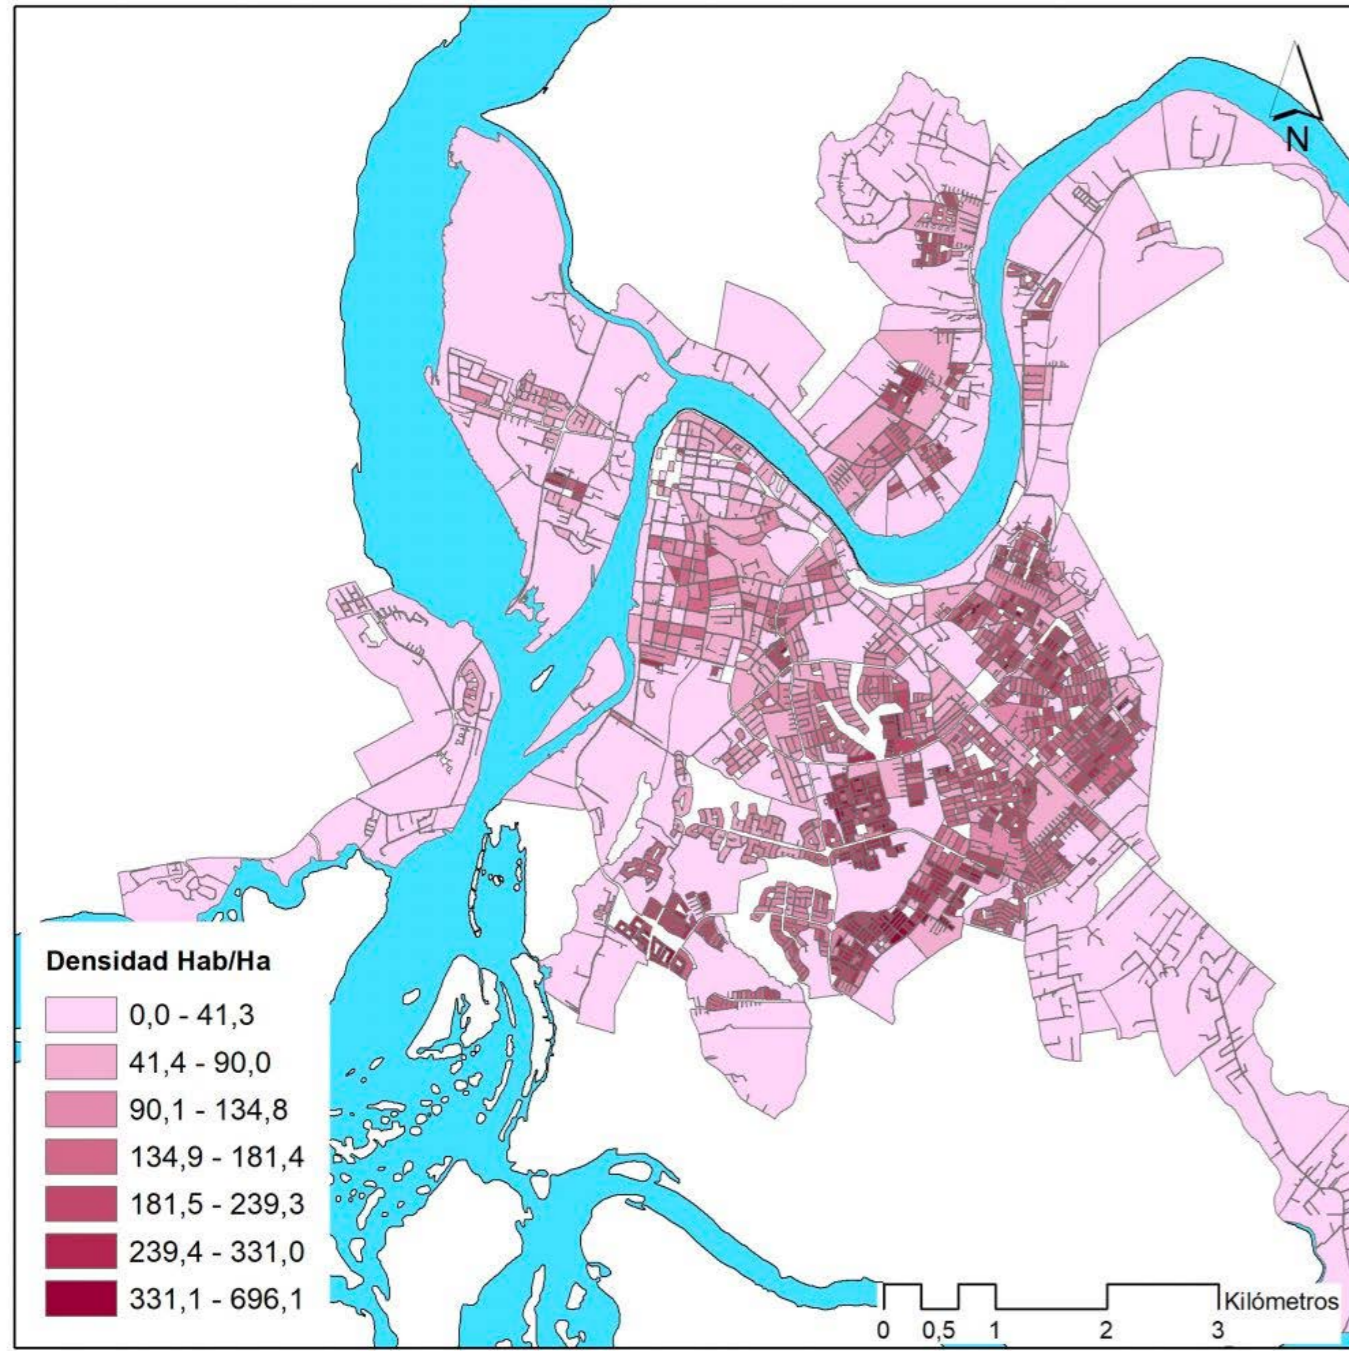 N
Densidad Hab/Ha
0,0 - 41,3
41,4 - 90,0
90,1 - 134,8
134,9 - 181,4
181,5 - 239,3
239,4 - 331,0
331,1 - 696,1
Kilómetros
0 0,5 1 2 3